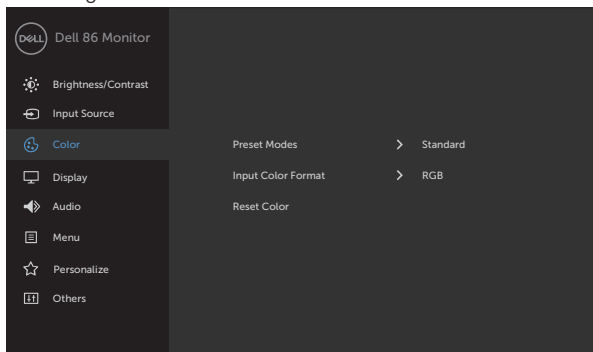 DELL Dell 86 Monitor
Brightness/Contrast
Input Source
Color Preset Modes Standard
Display Input Color Format RGB
Audio Reset Color
Menu
Personalize
Others